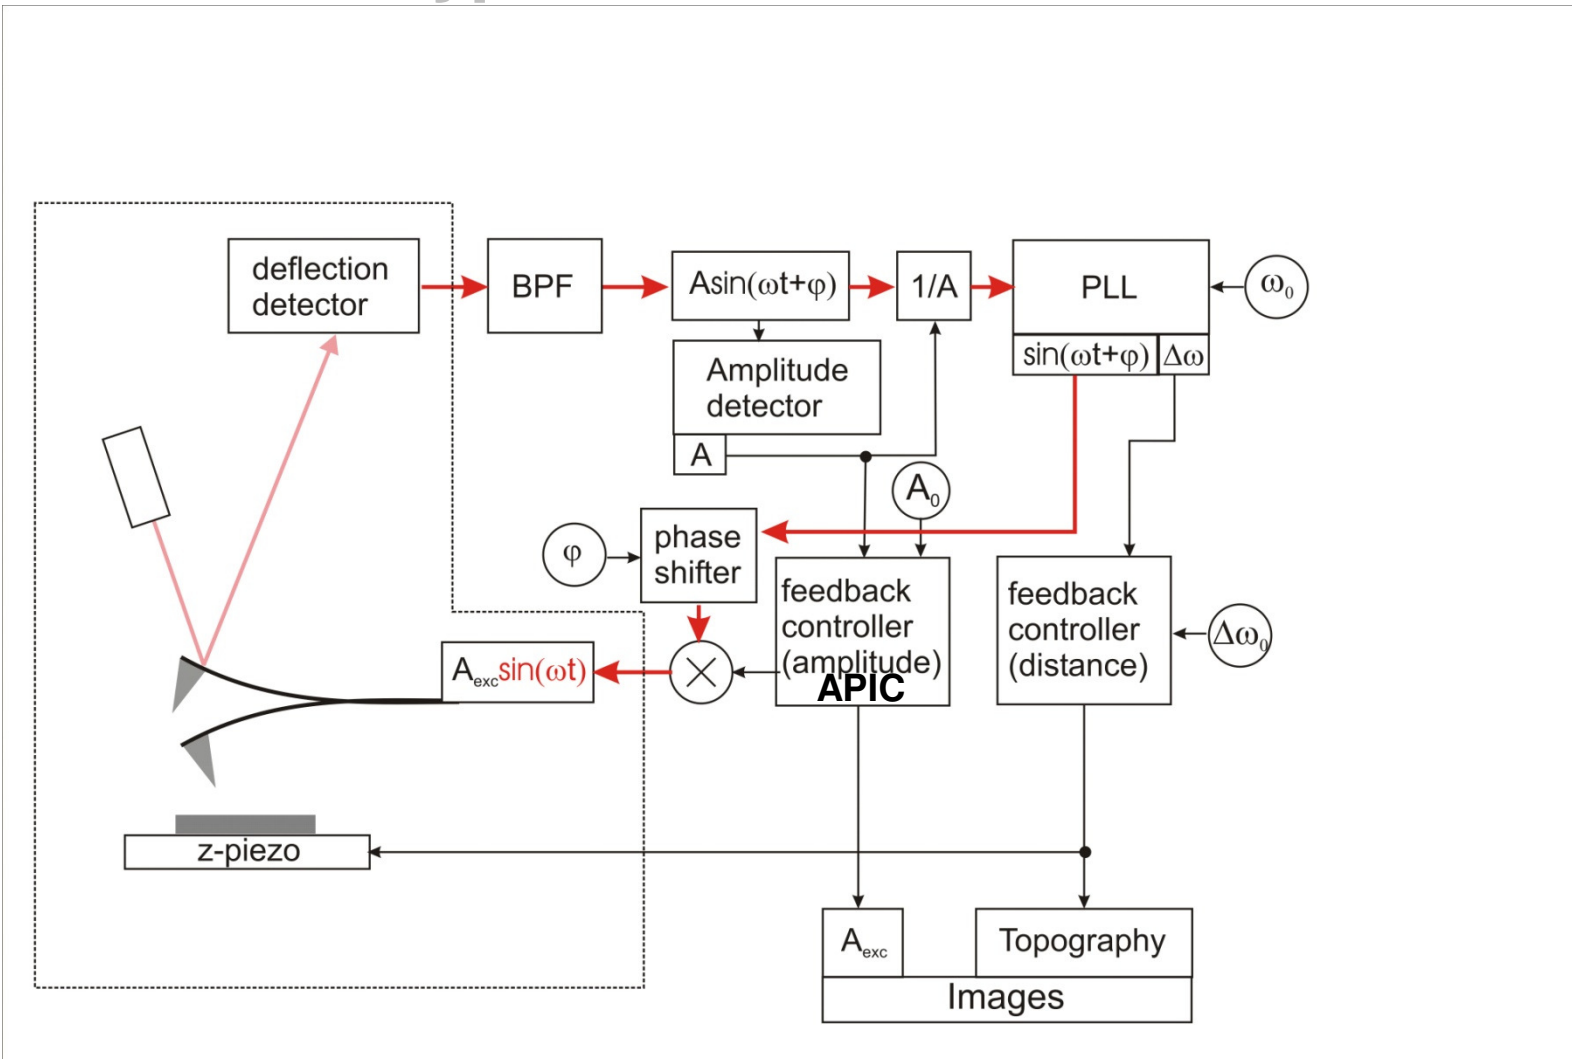 deflection
detector
BPF
Asin(ωt+φ)
1/A
PLL
ω₀
sin(ωt+φ)
Δω
Amplitude
detector
A
A₀
φ
phase
shifter
feedback
controller
(amplitude)
APIC
feedback
controller
(distance)
Δω₀
Aexcsin(ωt)
z-piezo
Aexc
Topography
Images